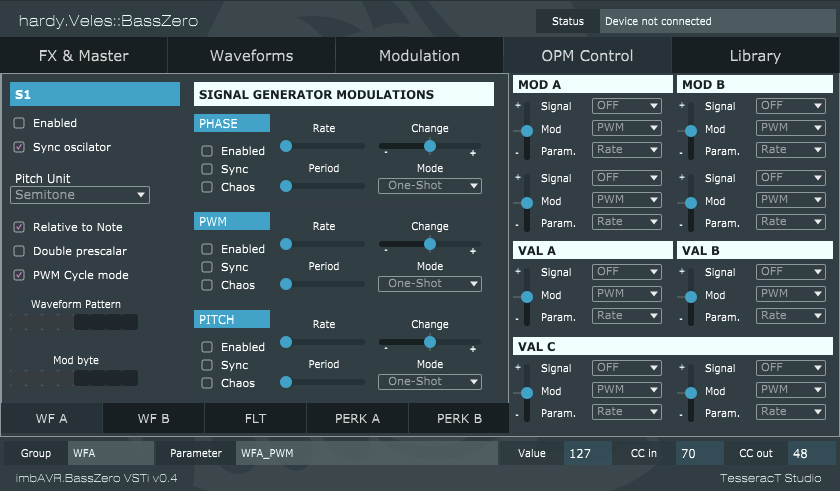 hardy.Veles::BassZero
Status Device not connected
FX & Master Waveforms Modulation OPM Control Library
S1
Enabled
Sync oscilator
Pitch Unit
Semitone
Relative to Note
Double prescalar
PWM Cycle mode
Waveform Pattern
Mod byte
SIGNAL GENERATOR MODULATIONS
PHASE
Rate Change
Enabled
- +
Sync Period Mode
Chaos One-Shot
PWM
Rate Change
Enabled
- +
Sync Period Mode
Chaos One-Shot
PITCH
Rate Change
Enabled
- +
Sync Period Mode
Chaos One-Shot
WF A WF B FLT PERK A PERK B
MOD A
+ Signal OFF
Mod PWM
- Param. Rate
+ Signal OFF
Mod PWM
- Param. Rate
MOD B
+ Signal OFF
Mod PWM
- Param. Rate
+ Signal OFF
Mod PWM
- Param. Rate
VAL A
+ Signal OFF
Mod PWM
- Param. Rate
VAL B
+ Signal OFF
Mod PWM
- Param. Rate
VAL C
+ Signal OFF
Mod PWM
- Param. Rate
+ Signal OFF
Mod PWM
- Param. Rate
Group WFA Parameter WFA_PWM Value 127 CC in 70 CC out 48
imbAVR.BassZero VSTi v0.4 TesseracT Studio